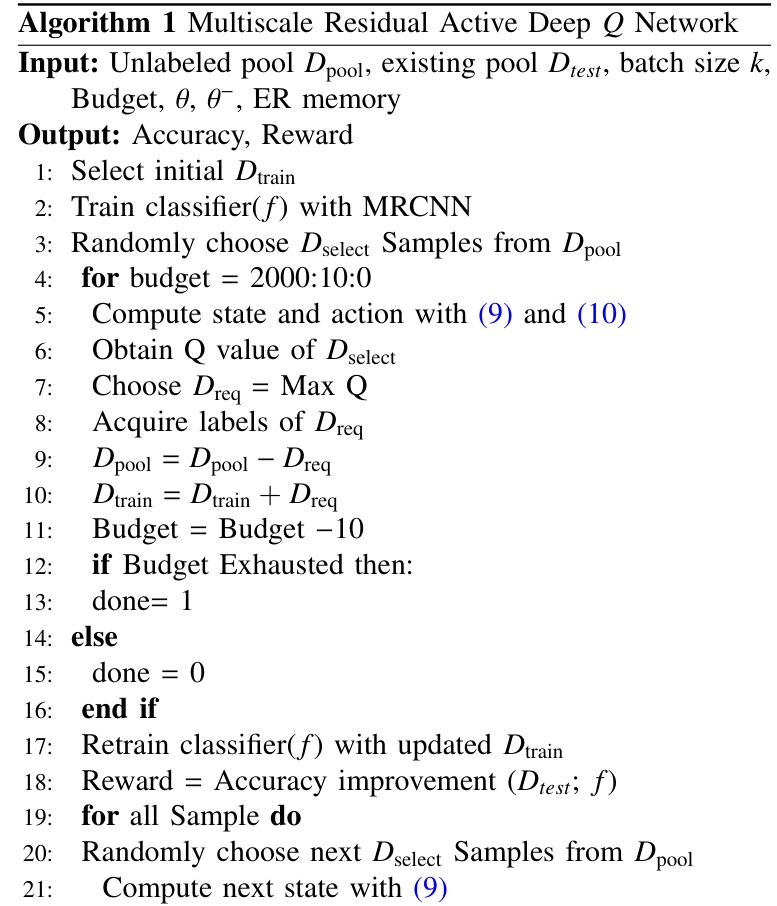 Algorithm 1 Multiscale Residual Active Deep Q Network
Input: Unlabeled pool D_pool, existing pool D_test, batch size k,
Budget, θ, θ⁻, ER memory
Output: Accuracy, Reward
1: Select initial D_train
2: Train classifier(f) with MRCNN
3: Randomly choose D_select Samples from D_pool
4: for budget = 2000:10:0
5: Compute state and action with (9) and (10)
6: Obtain Q value of D_select
7: Choose D_req = Max Q
8: Acquire labels of D_req
9: D_pool = D_pool − D_req
10: D_train = D_train + D_req
11: Budget = Budget −10
12: if Budget Exhausted then:
13: done= 1
14: else
15: done = 0
16: end if
17: Retrain classifier(f) with updated D_train
18: Reward = Accuracy improvement (D_test; f)
19: for all Sample do
20: Randomly choose next D_select Samples from D_pool
21: Compute next state with (9)